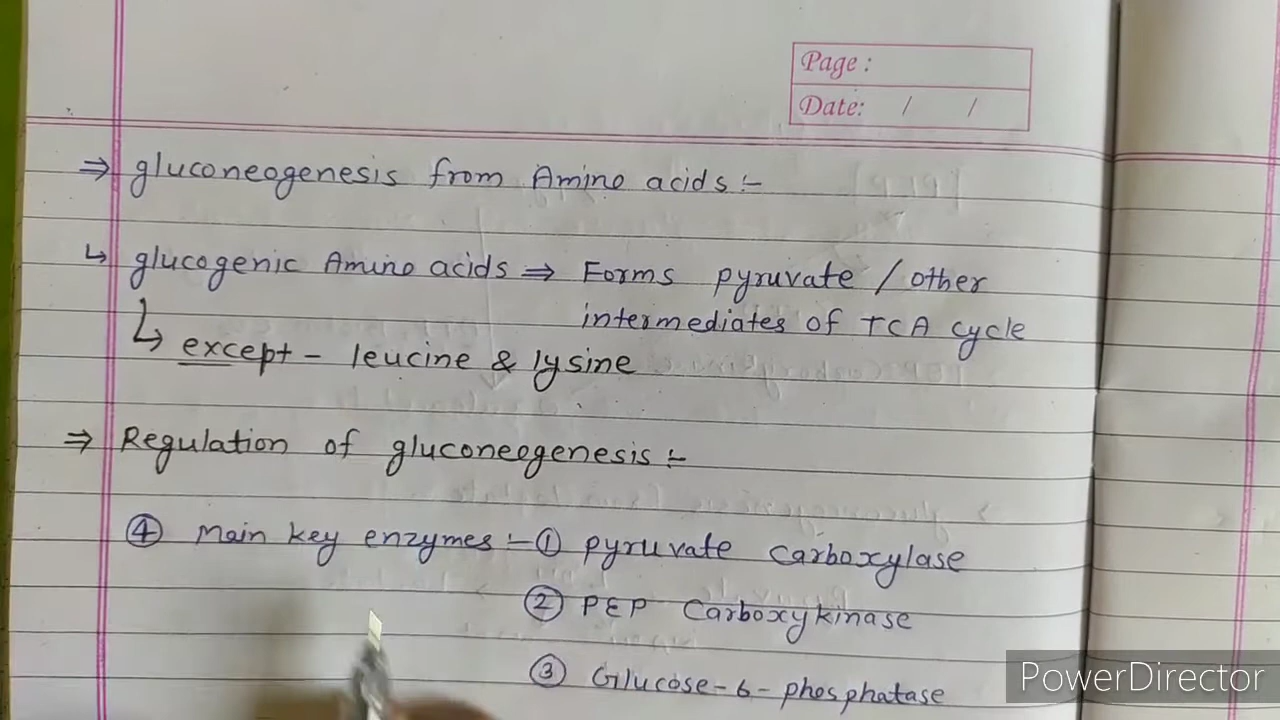 Page :
Date: / /
⇒ gluconeogenesis from Amino acids :-
↳ glucogenic Amino acids ⇒ Forms pyruvate / other
intermediates of TCA cycle
↳ except - leucine & lysine
⇒ Regulation of gluconeogenesis :-
④ Main key enzymes :- ① pyruvate carboxylase
② PEP Carboxykinase
③ Glucose-6-phosphatase
PowerDirector